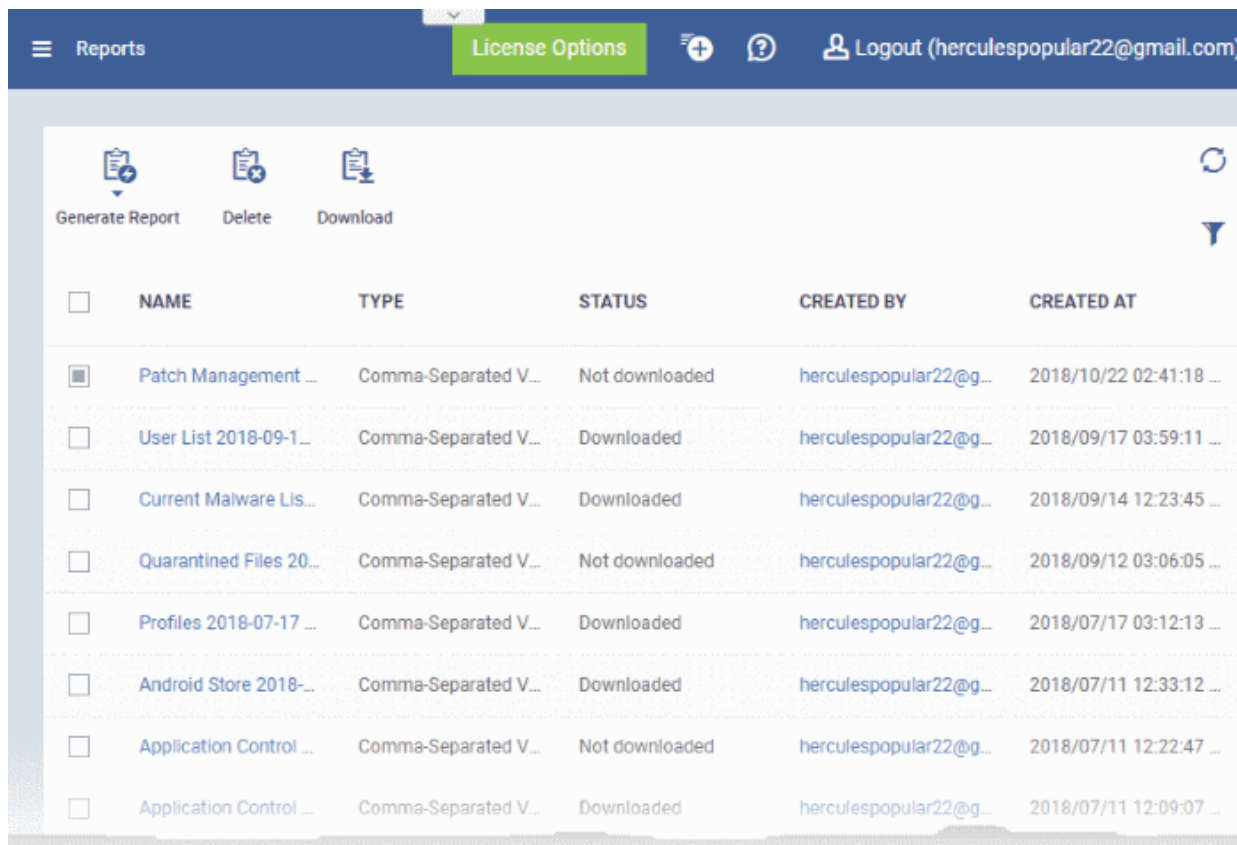 Reports License Options Logout (herculespopular22@gmail.com)
Generate Report Delete Download
NAME TYPE STATUS CREATED BY CREATED AT
Patch Management ... Comma-Separated V... Not downloaded herculespopular22@g... 2018/10/22 02:41:18 ...
User List 2018-09-1... Comma-Separated V... Downloaded herculespopular22@g... 2018/09/17 03:59:11 ...
Current Malware Lis... Comma-Separated V... Downloaded herculespopular22@g... 2018/09/14 12:23:45 ...
Quarantined Files 20... Comma-Separated V... Not downloaded herculespopular22@g... 2018/09/12 03:06:05 ...
Profiles 2018-07-17 ... Comma-Separated V... Downloaded herculespopular22@g... 2018/07/17 03:12:13 ...
Android Store 2018-... Comma-Separated V... Downloaded herculespopular22@g... 2018/07/11 12:33:12 ...
Application Control ... Comma-Separated V... Not downloaded herculespopular22@g... 2018/07/11 12:22:47 ...
Application Control ... Comma-Separated V... Downloaded herculespopular22@g... 2018/07/11 12:09:07 ...